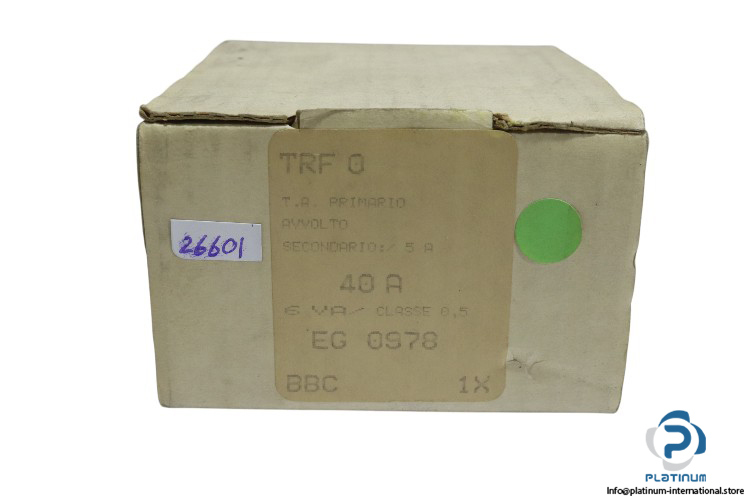 TRF 0
T.A. PRIMARIO
AVVOLTO
SECONDARIO:/ 5 A
40 A
6 VA/ CLASSE 0,5
EG 0978
BBC 1X
26601
P
PLATINUM
Info@platinum-international.store